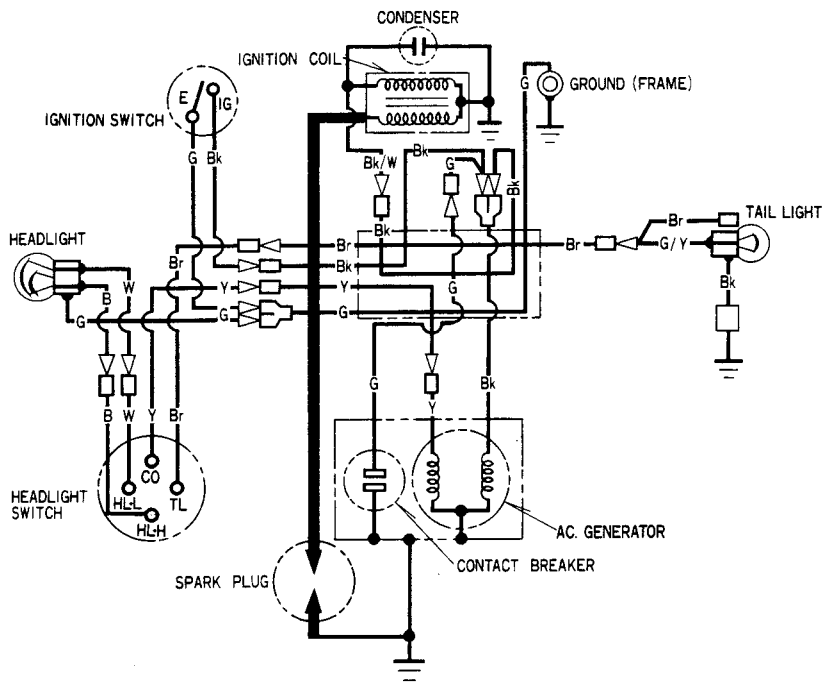 CONDENSER
IGNITION COIL
GROUND (FRAME)
G
E
IG
IGNITION SWITCH
G
Bk
Bk/W
Bk
G
Bk
TAIL LIGHT
Br
G/Y
HEADLIGHT
Br
Br
Br
Bk
Bk
Bk
W
B
Y
Y
G
G
G
G
Bk
G
Bk
B
W
Y
Br
Y
CO
HL-L
TL
HL-H
HEADLIGHT
SWITCH
AC. GENERATOR
CONTACT BREAKER
SPARK PLUG